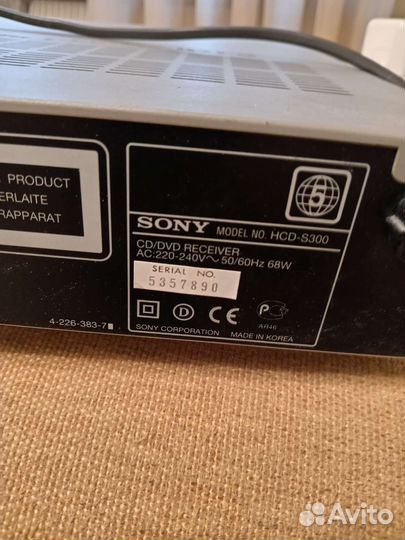 PRODUCT
ERLAITE
RAPPARAT
4-226-383-7
5
SONY MODEL NO. HCD-S300
CD/DVD RECEIVER
AC:220-240V～ 50/60Hz 68W
SERIAL NO.
5357890
D CE
AR46
SONY CORPORATION MADE IN KOREA
Avito